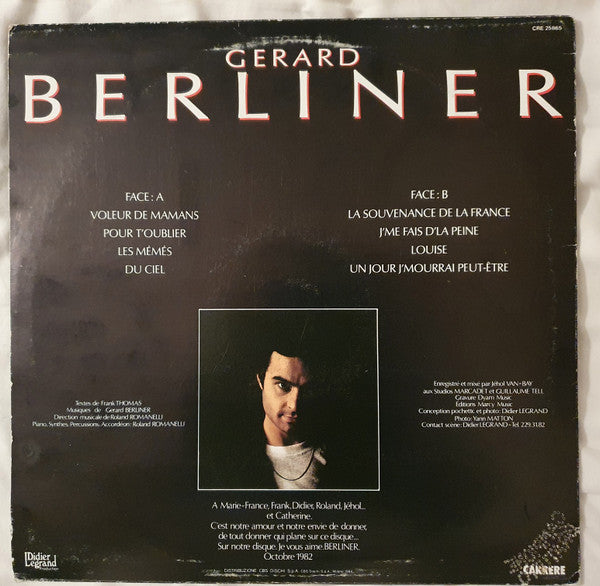 CRE 25865
GERARD
BERLINER
FACE : A
VOLEUR DE MAMANS
POUR T'OUBLIER
LES MÉMÉS
DU CIEL
FACE : B
LA SOUVENANCE DE LA FRANCE
J'ME FAIS D'LA PEINE
LOUISE
UN JOUR J'MOURRAI PEUT-ÊTRE
Textes de Frank THOMAS
Musiques de Gerard BERLINER
Direction musicale de Roland ROMANELLI
Piano, Synthes, Percussions, Accordéon: Roland ROMANELLI
Enregistré et mixé par Jéhol VAN-BAY
aux Studios MARCADET et GUILLAUME TELL
Gravure Dyam Music
Editions Marcy Music
Conception pochette et photo: Didier LEGRAND
Photo: Yann MATTON
Contact scène: Didier LEGRAND - Tel. 229.31.82
A Marie-France, Frank, Didier, Roland, Jéhol...
et Catherine.
C'est notre amour et notre envie de donner,
de tout donner qui plane sur ce disque...
Sur notre disque. Je vous aime. BERLINER.
Octobre 1982
Didier
Legrand
Production
DISTRIBUZIONE CBS DISCHI S.p.A.
CARRERE